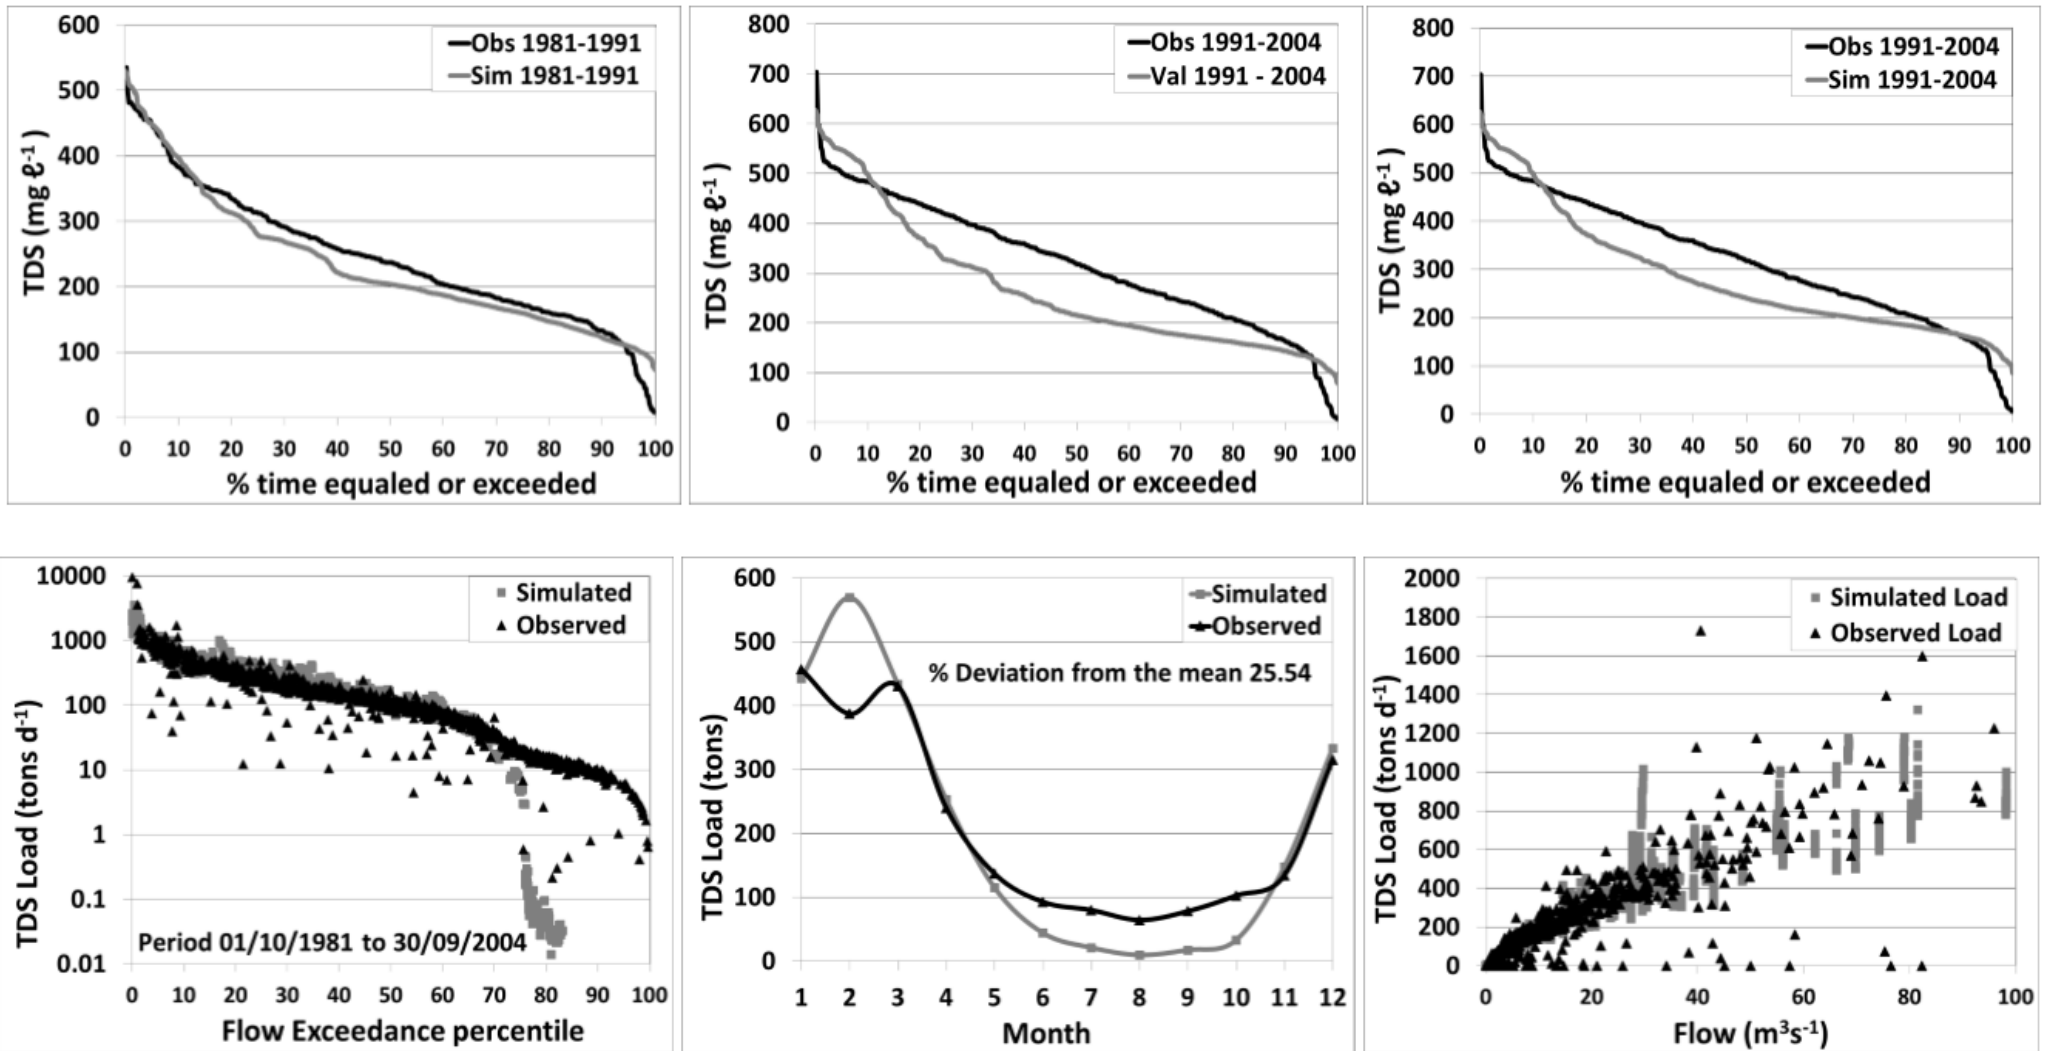 600
500
400
300
200
100
0
TDS (mg ℓ⁻¹ )
Obs 1981-1991
Sim 1981-1991
0 10 20 30 40 50 60 70 80 90 100
% time equaled or exceeded
800
700
600
500
400
300
200
100
0
TDS (mg ℓ⁻¹ )
Obs 1991-2004
Val 1991 - 2004
0 10 20 30 40 50 60 70 80 90 100
% time equaled or exceeded
800
700
600
500
400
300
200
100
0
TDS (mg ℓ⁻¹ )
Obs 1991-2004
Sim 1991-2004
0 10 20 30 40 50 60 70 80 90 100
% time equaled or exceeded
10000
1000
100
10
1
0.1
0.01
TDS Load (tons d⁻¹)
Simulated
Observed
Period 01/10/1981 to 30/09/2004
0 10 20 30 40 50 60 70 80 90 100
Flow Exceedance percentile
600
500
400
300
200
100
0
TDS Load (tons)
Simulated
Observed
% Deviation from the mean 25.54
1 2 3 4 5 6 7 8 9 10 11 12
Month
2000
1800
1600
1400
1200
1000
800
600
400
200
0
TDS Load (tons d⁻¹)
Simulated Load
Observed Load
0 20 40 60 80 100
Flow (m³s⁻¹)